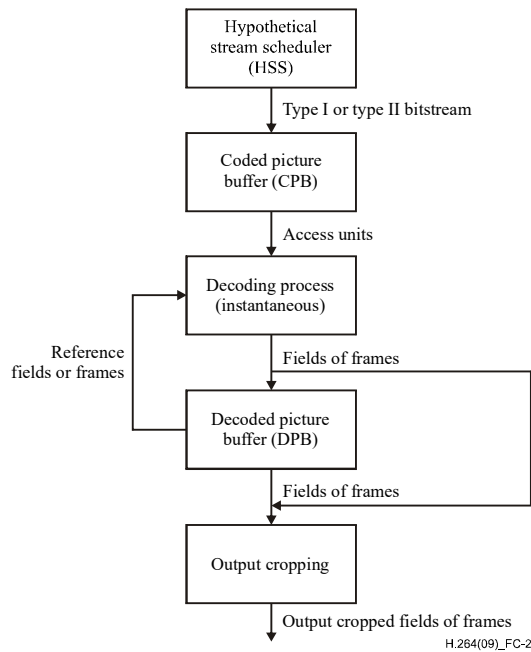 Hypothetical
stream scheduler
(HSS)
Type I or type II bitstream
Coded picture
buffer (CPB)
Access units
Decoding process
(instantaneous)
Reference
fields or frames
Fields of frames
Decoded picture
buffer (DPB)
Fields of frames
Output cropping
Output cropped fields of frames
H.264(09)_FC-2